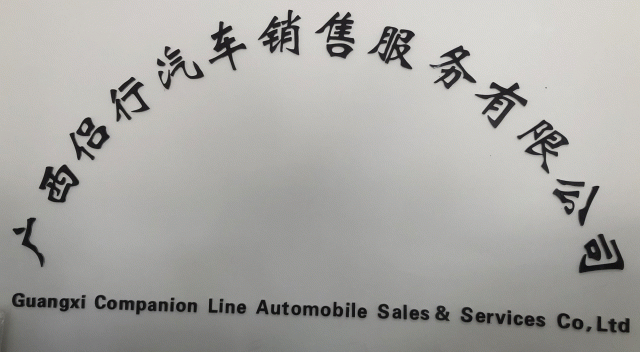 广西侣行汽车销售服务有限公司
Guangxi Companion Line Automobile Sales & Services Co,Ltd